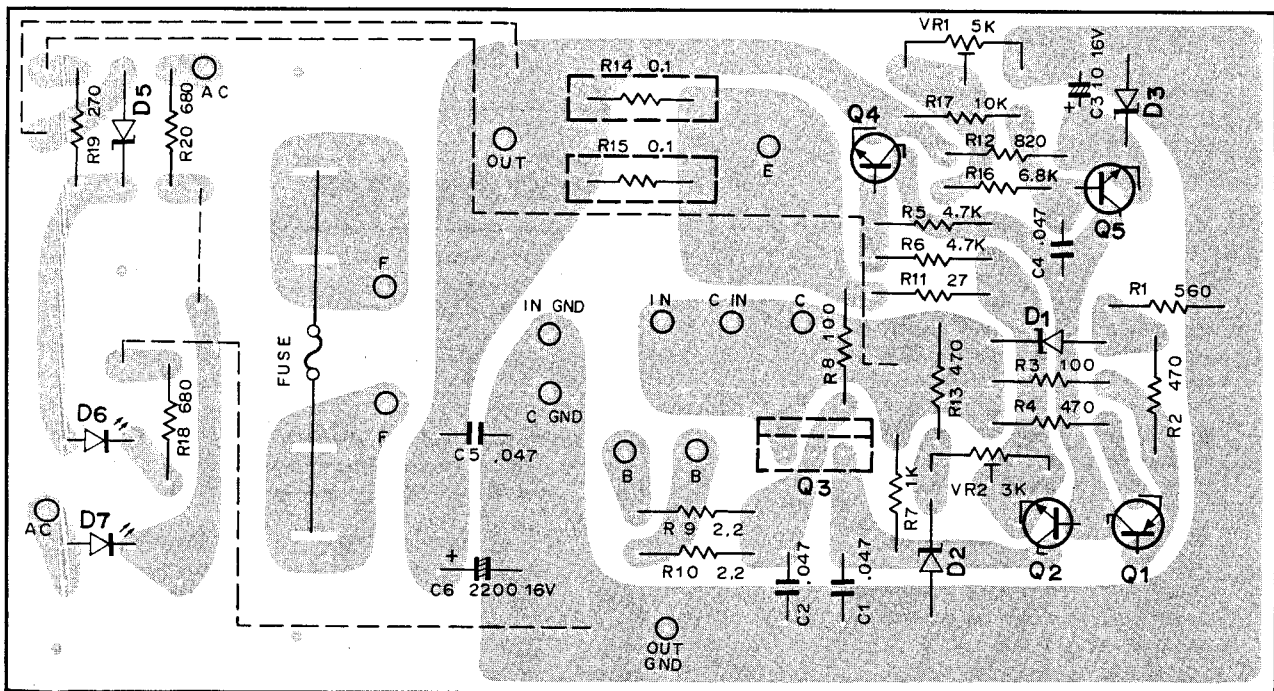 VR1 5K
R14 0.1
C3 10 16V
D3
AC
R19 270
D5
R20 680
R17 10K
Q4
R12 820
OUT
R15 0.1
E
R16 6.8K
Q5
R5 4.7K
C4 .047
R6 4.7K
F
R11 27
R1 560
IN GND
IN
C IN
C
R8 100
D1
FUSE
R3 100
R13 470
R2 470
C GND
R18 680
D6
F
R4 470
C5 .047
B
B
Q3
R7 1K
VR2 3K
AC
D7
R9 2,2
R10 2,2
D2
Q2
Q1
+
C6 2200 16V
C2 .047
C1 .047
OUT
GND
+